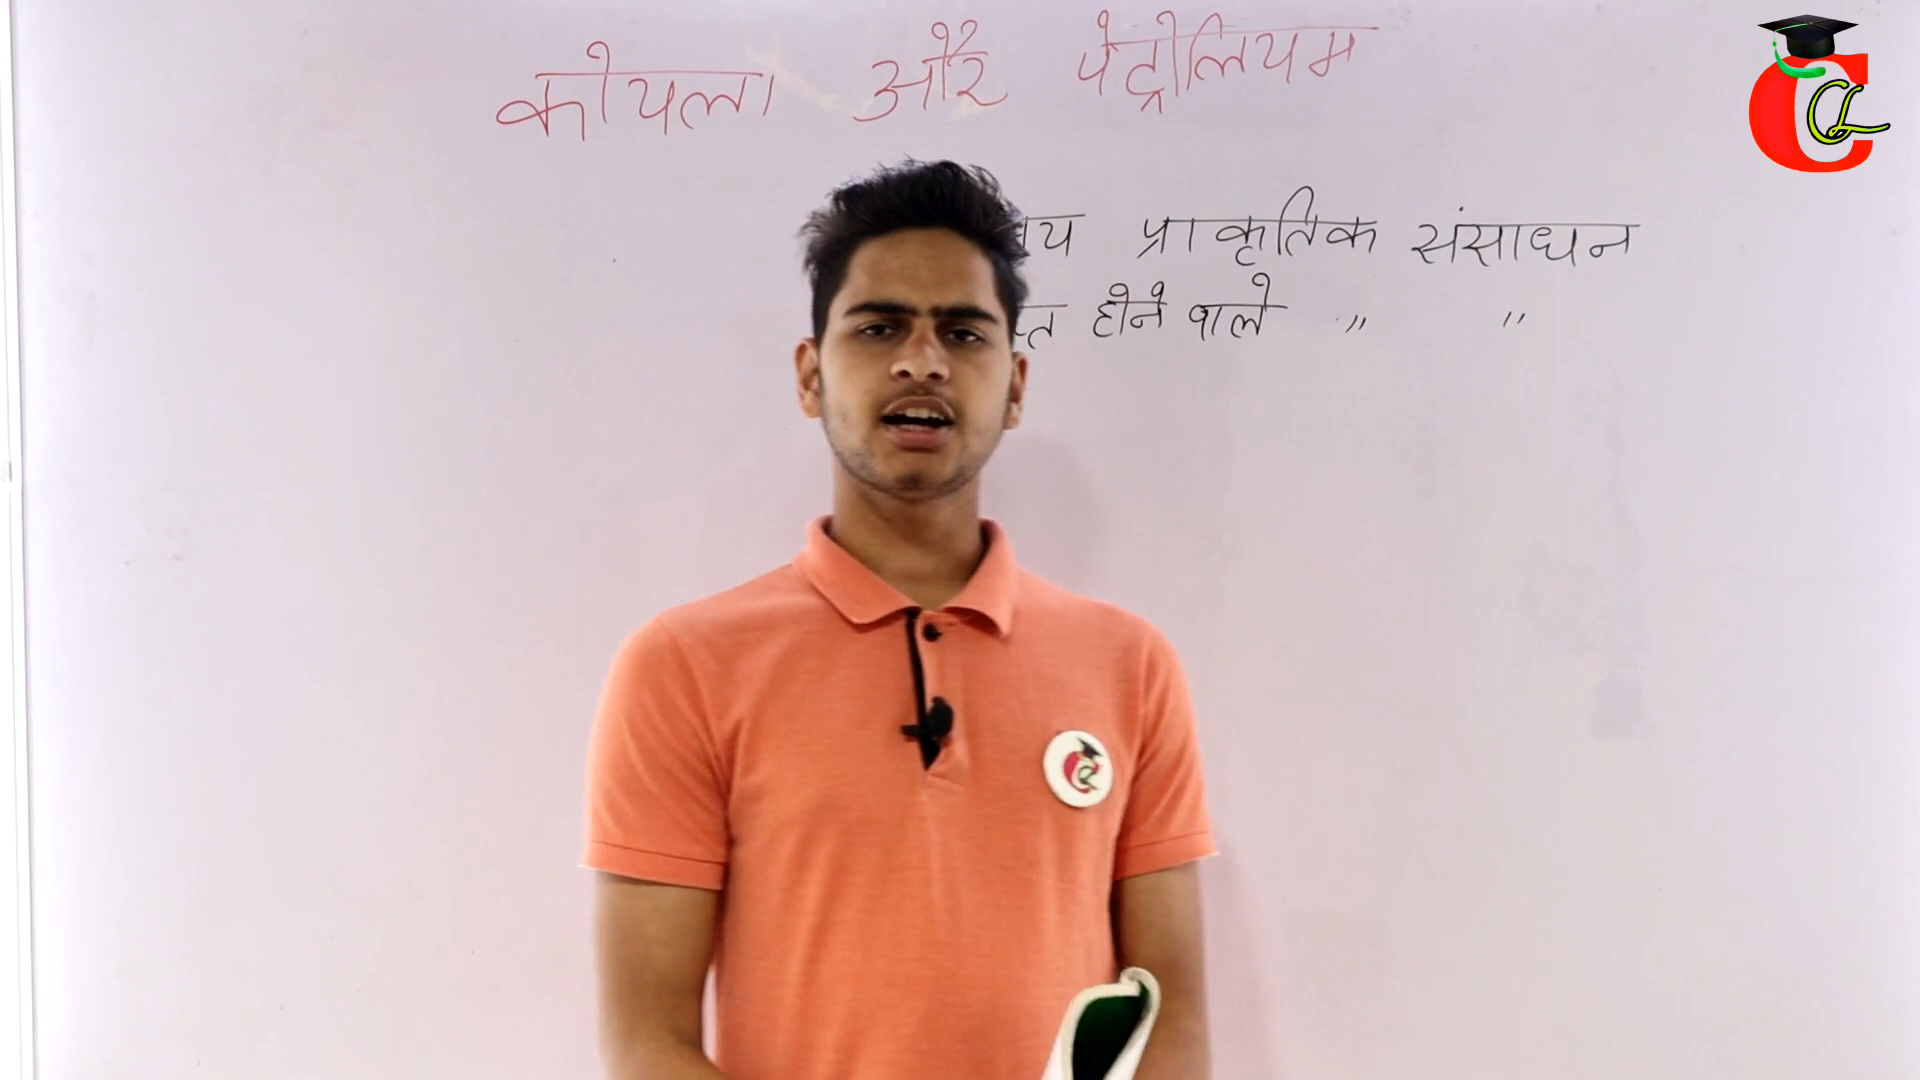 कोयला और पेट्रोलियम
प्राकृतिक संसाधन
होने वाले " "